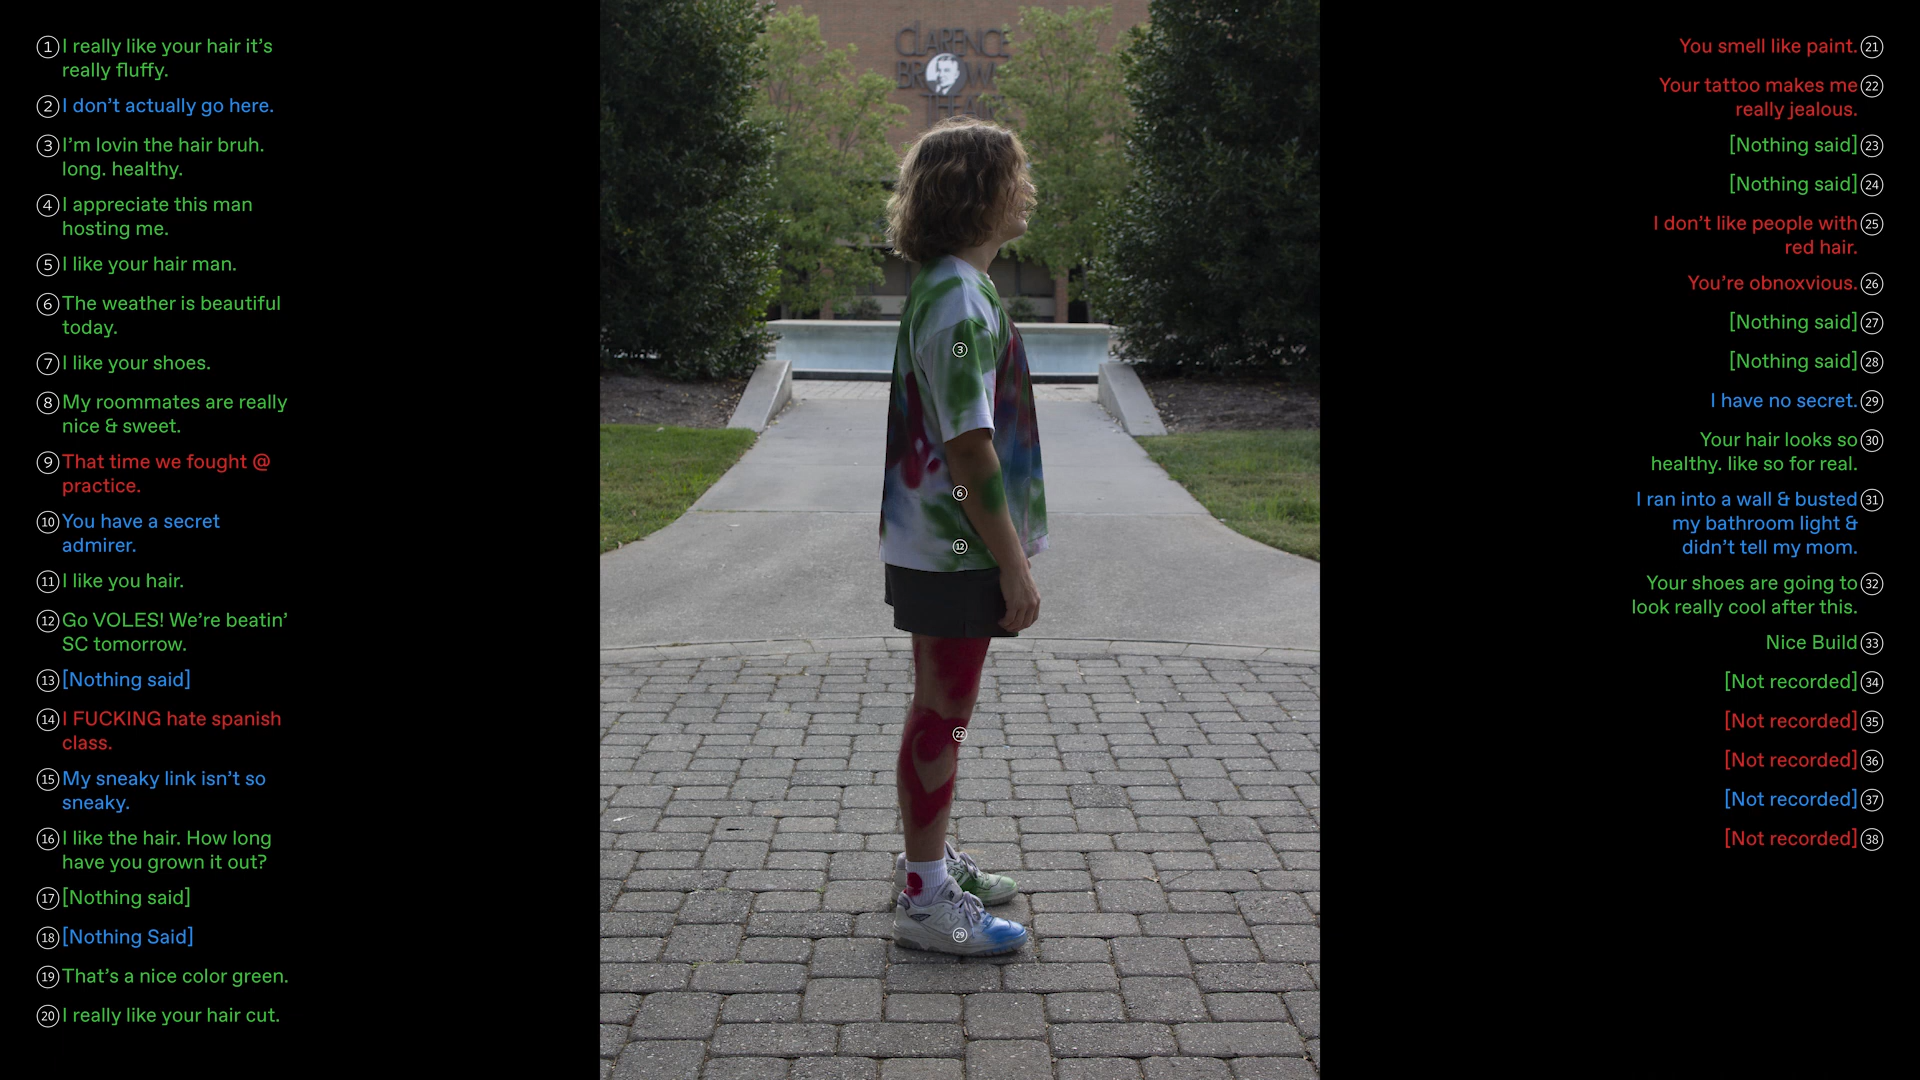 1 I really like your hair it's
really fluffy.
2 I don't actually go here.
3 I'm lovin the hair bruh.
long. healthy.
4 I appreciate this man
hosting me.
5 I like your hair man.
6 The weather is beautiful
today.
7 I like your shoes.
8 My roommates are really
nice & sweet.
9 That time we fought @
practice.
10 You have a secret
admirer.
11 I like you hair.
12 Go VOLES! We're beatin'
SC tomorrow.
13 [Nothing said]
14 I FUCKING hate spanish
class.
15 My sneaky link isn't so
sneaky.
16 I like the hair. How long
have you grown it out?
17 [Nothing said]
18 [Nothing Said]
19 That's a nice color green.
20 I really like your hair cut.
CLARENCE
3
6
12
22
29
You smell like paint. 21
Your tattoo makes me 22
really jealous.
[Nothing said] 23
[Nothing said] 24
I don't like people with 25
red hair.
You're obnoxvious. 26
[Nothing said] 27
[Nothing said] 28
I have no secret. 29
Your hair looks so 30
healthy. like so for real.
I ran into a wall & busted 31
my bathroom light &
didn't tell my mom.
Your shoes are going to 32
look really cool after this.
Nice Build 33
[Not recorded] 34
[Not recorded] 35
[Not recorded] 36
[Not recorded] 37
[Not recorded] 38